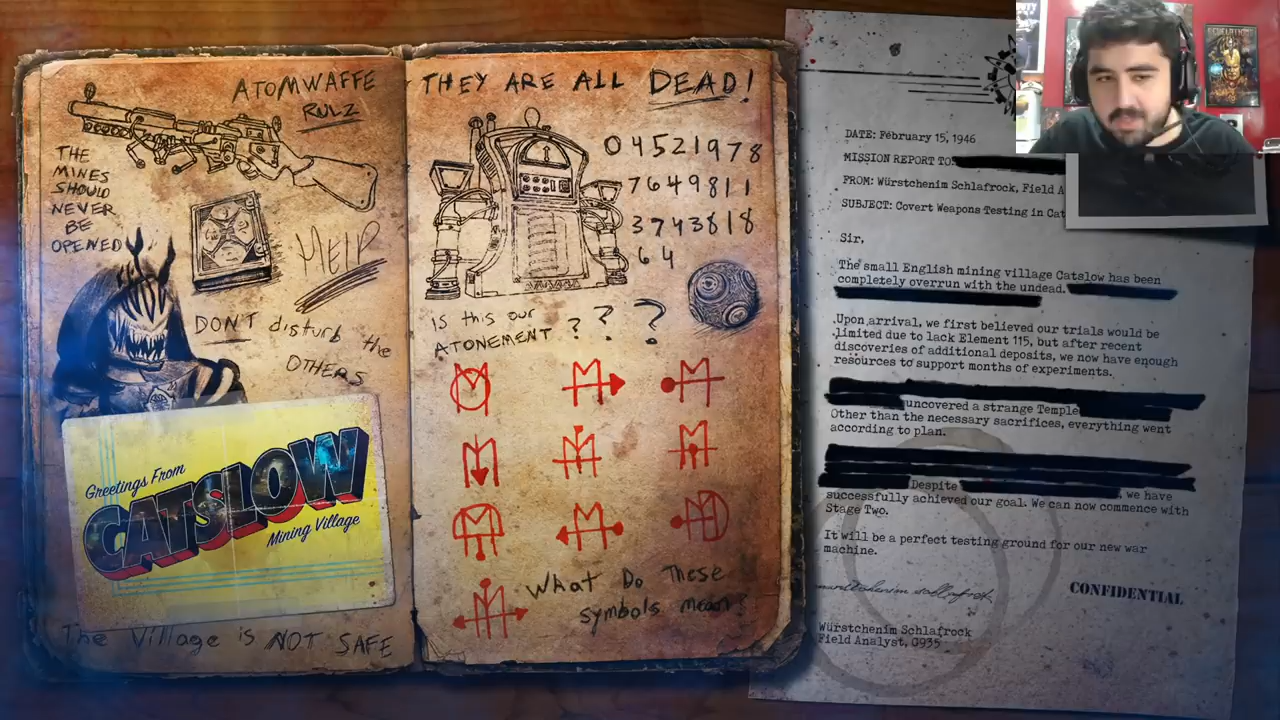 ATOMWAFFE
RULZ
THE
MINES
SHOULD
NEVER
BE
OPENED
HELP
DON'T disturb the
OTHERS
Greetings From
CATSLOW
Mining Village
The Village is NOT SAFE
THEY ARE ALL DEAD!
04521978
7649811
3743818
64
Is this our
ATONEMENT ? ? ?
What Do These
symbols mean?
DATE: February 15, 1946
MISSION REPORT TO:
FROM: Würstchenim Schlafrock, Field A
SUBJECT: Covert Weapons Testing in Cat
Sir,
The small English mining village Catslow has been
completely overrun with the undead.
Upon arrival, we first believed our trials would be
limited due to lack Element 115, but after recent
discoveries of additional deposits, we now have enough
resources to support months of experiments.
uncovered a strange Temple
Other than the necessary sacrifices, everything went
according to plan.
Despite , we have
successfully achieved our goal. We can now commence with
Stage Two.
It will be a perfect testing ground for our new war
machine.
CONFIDENTIAL
Würstchenim Schlafrock
Field Analyst, G935